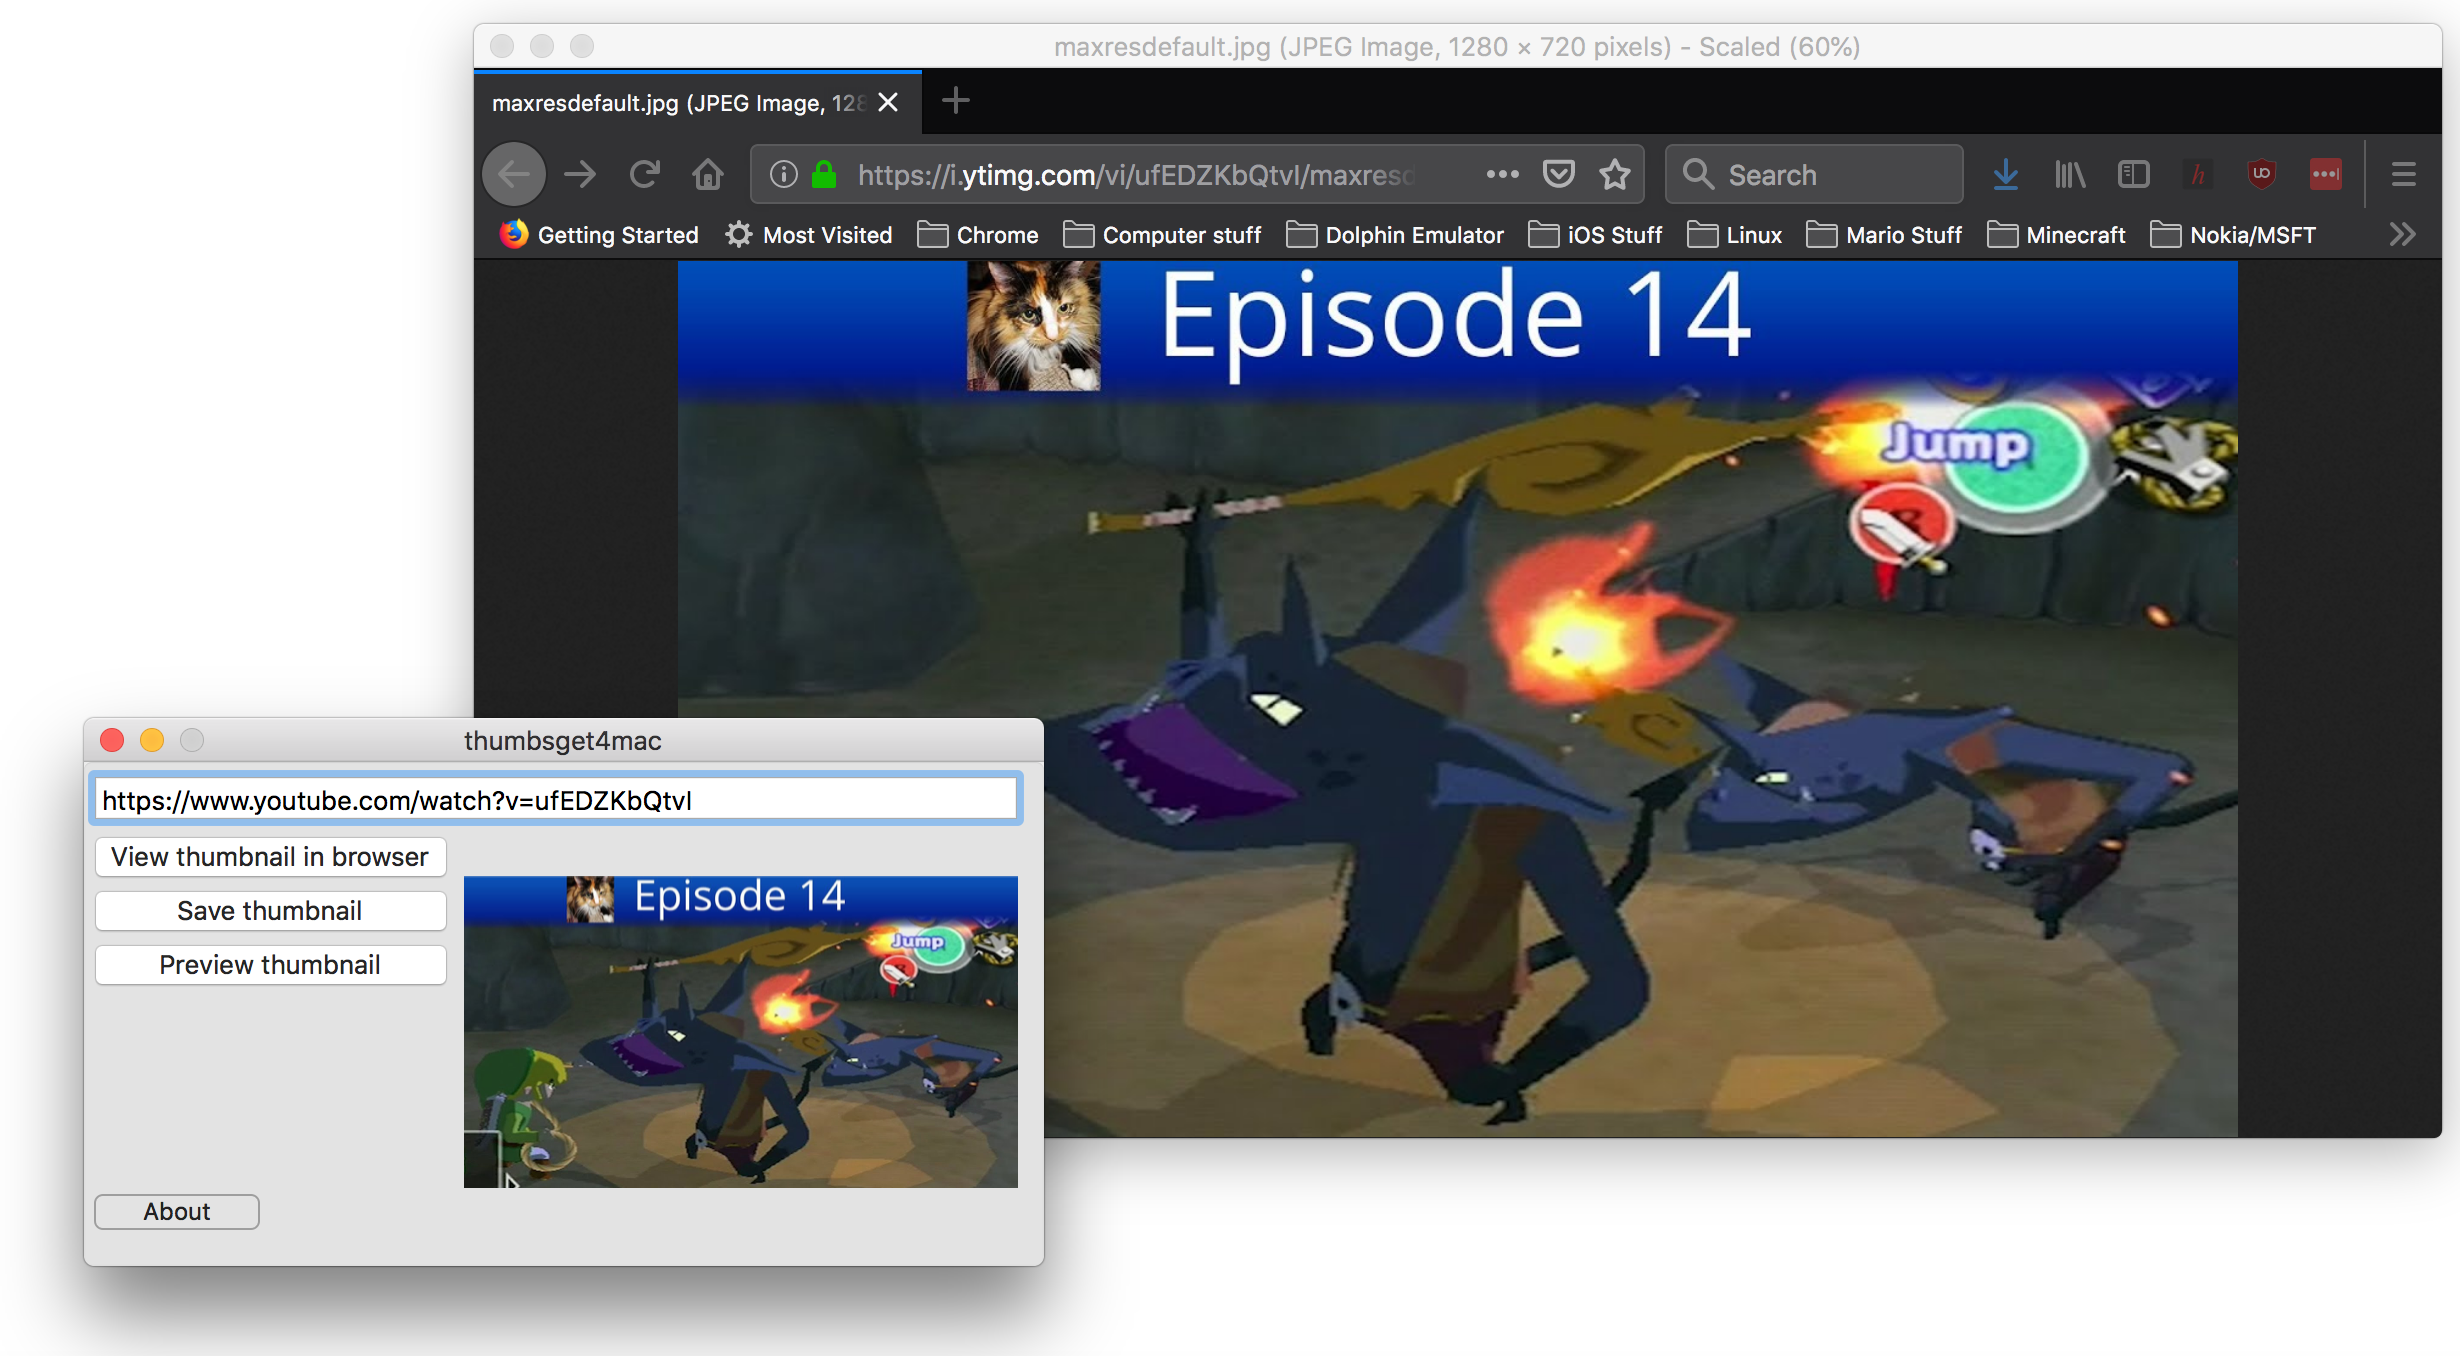 maxresdefault.jpg (JPEG Image, 1280 × 720 pixels) - Scaled (60%)
maxresdefault.jpg (JPEG Image, 128
https://i.ytimg.com/vi/ufEDZKbQtvI/maxresd
Search
Getting Started
Most Visited
Chrome
Computer stuff
Dolphin Emulator
iOS Stuff
Linux
Mario Stuff
Minecraft
Nokia/MSFT
Episode 14
Jump
thumbsget4mac
https://www.youtube.com/watch?v=ufEDZKbQtvI
View thumbnail in browser
Save thumbnail
Preview thumbnail
Episode 14
Jump
About